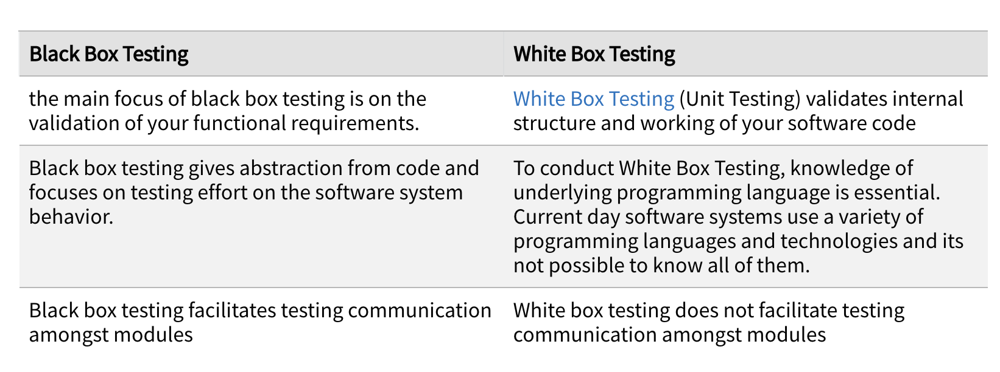 Black Box Testing
White Box Testing
the main focus of black box testing is on the
validation of your functional requirements.
White Box Testing (Unit Testing) validates internal
structure and working of your software code
Black box testing gives abstraction from code and
focuses on testing effort on the software system
behavior.
To conduct White Box Testing, knowledge of
underlying programming language is essential.
Current day software systems use a variety of
programming languages and technologies and its
not possible to know all of them.
Black box testing facilitates testing communication
amongst modules
White box testing does not facilitate testing
communication amongst modules